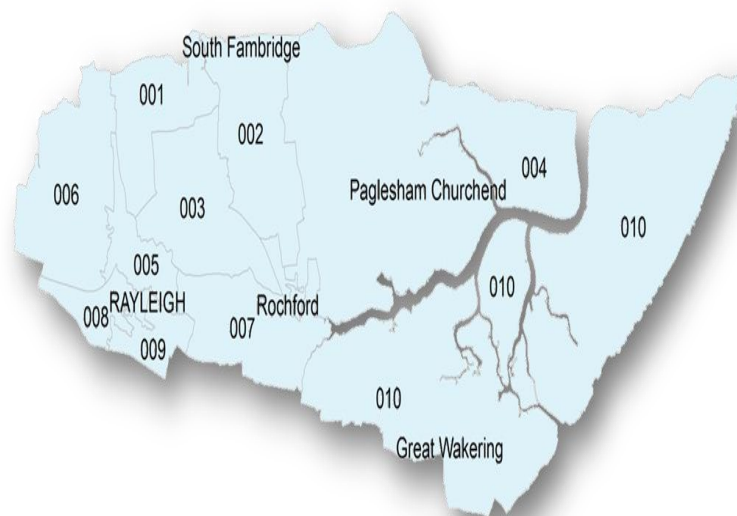 South Fambridge
001
002
004
Paglesham Churchend
006
003
010
005
010
RAYLEIGH
Rochford
008
007
009
010
Great Wakering